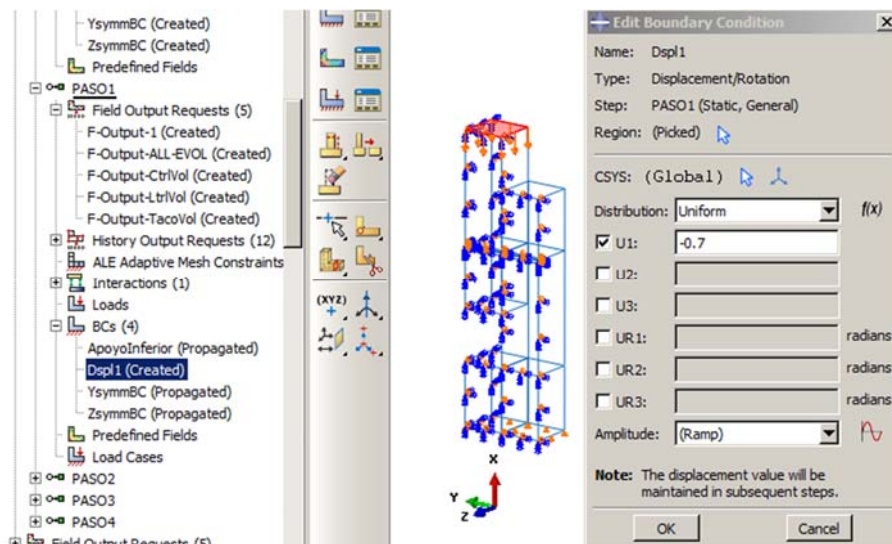 YsymmBC (Created)
ZsymmBC (Created)
Predefined Fields
PASO1
Field Output Requests (5)
F-Output-1 (Created)
F-Output-ALL-EVOL (Created)
F-Output-CtrlVol (Created)
F-Output-LtrlVol (Created)
F-Output-TacoVol (Created)
History Output Requests (12)
ALE Adaptive Mesh Constraints
Interactions (1)
Loads
BCs (4)
ApoyoInferior (Propagated)
Dspl1 (Created)
YsymmBC (Propagated)
ZsymmBC (Propagated)
Predefined Fields
Load Cases
PASO2
PASO3
PASO4
Field Output Requests (5)
(XYZ)
X
Y
Z
Edit Boundary Condition
Name: Dspl1
Type: Displacement/Rotation
Step: PASO1 (Static, General)
Region: (Picked)
CSYS: (Global)
Distribution: Uniform f(x)
U1: -0.7
U2:
U3:
UR1: radians
UR2: radians
UR3: radians
Amplitude: (Ramp)
Note: The displacement value will be
maintained in subsequent steps.
OK Cancel